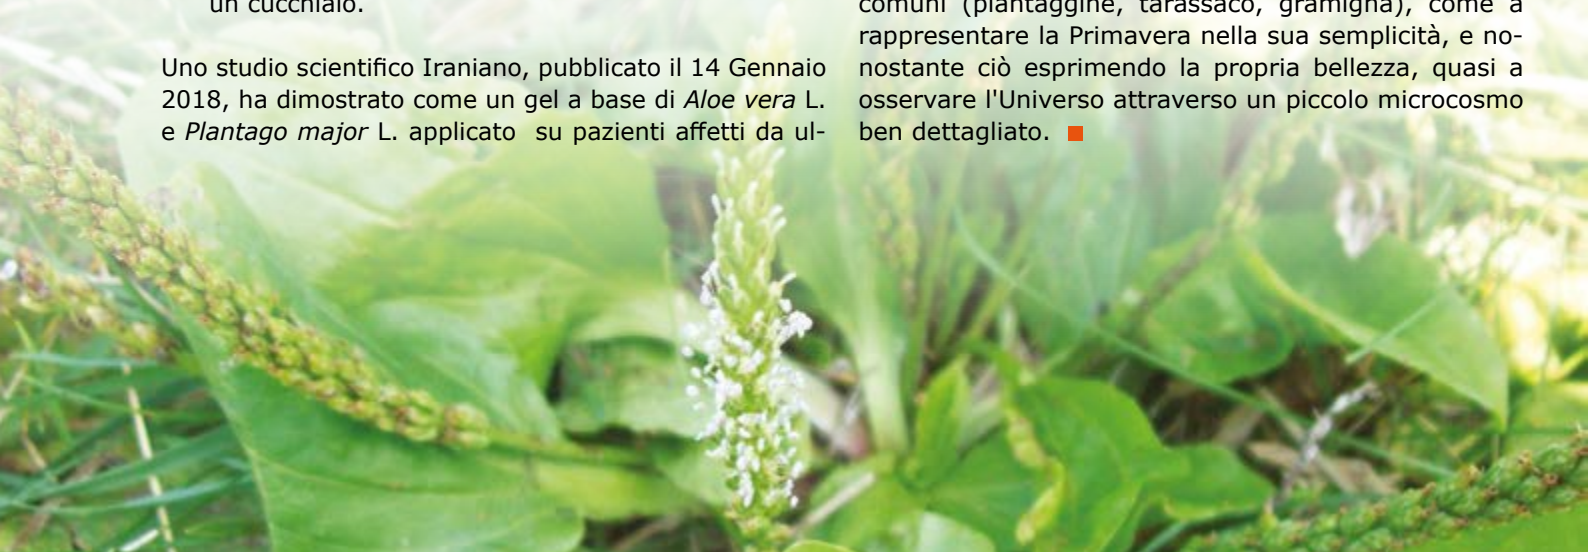 un cucchiaio.
Uno studio scientifico Iraniano, pubblicato il 14 Gennaio
2018, ha dimostrato come un gel a base di Aloe vera L.
e Plantago major L. applicato  su pazienti affetti da ul-
comuni (piantaggine, tarassaco, gramigna), come a
rappresentare la Primavera nella sua semplicità, e no-
nostante ciò esprimendo la propria bellezza, quasi a
osservare l'Universo attraverso un piccolo microcosmo
ben dettagliato.